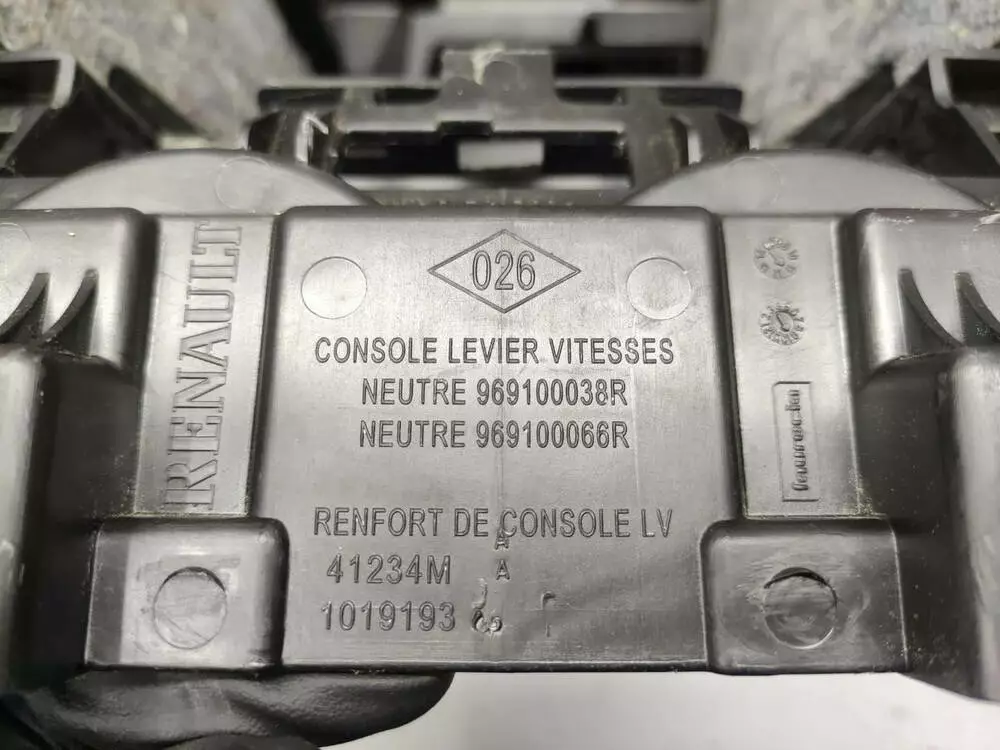 RENAULT
026
CONSOLE LEVIER VITESSES
NEUTRE 969100038R
NEUTRE 969100066R
RENFORT DE CONSOLE LV
A
41234M A
1019193